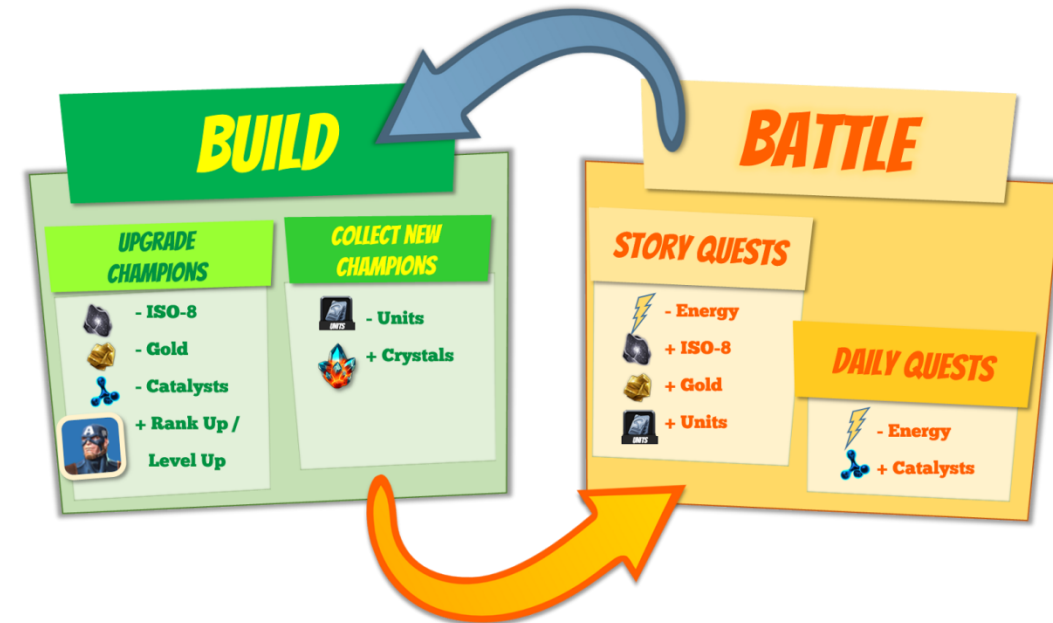 BUILD
UPGRADE
CHAMPIONS
- ISO-8
- Gold
- Catalysts
+ Rank Up /
Level Up
COLLECT NEW
CHAMPIONS
UNITS
- Units
+ Crystals
BATTLE
STORY QUESTS
- Energy
+ ISO-8
+ Gold
UNITS
+ Units
DAILY QUESTS
- Energy
+ Catalysts